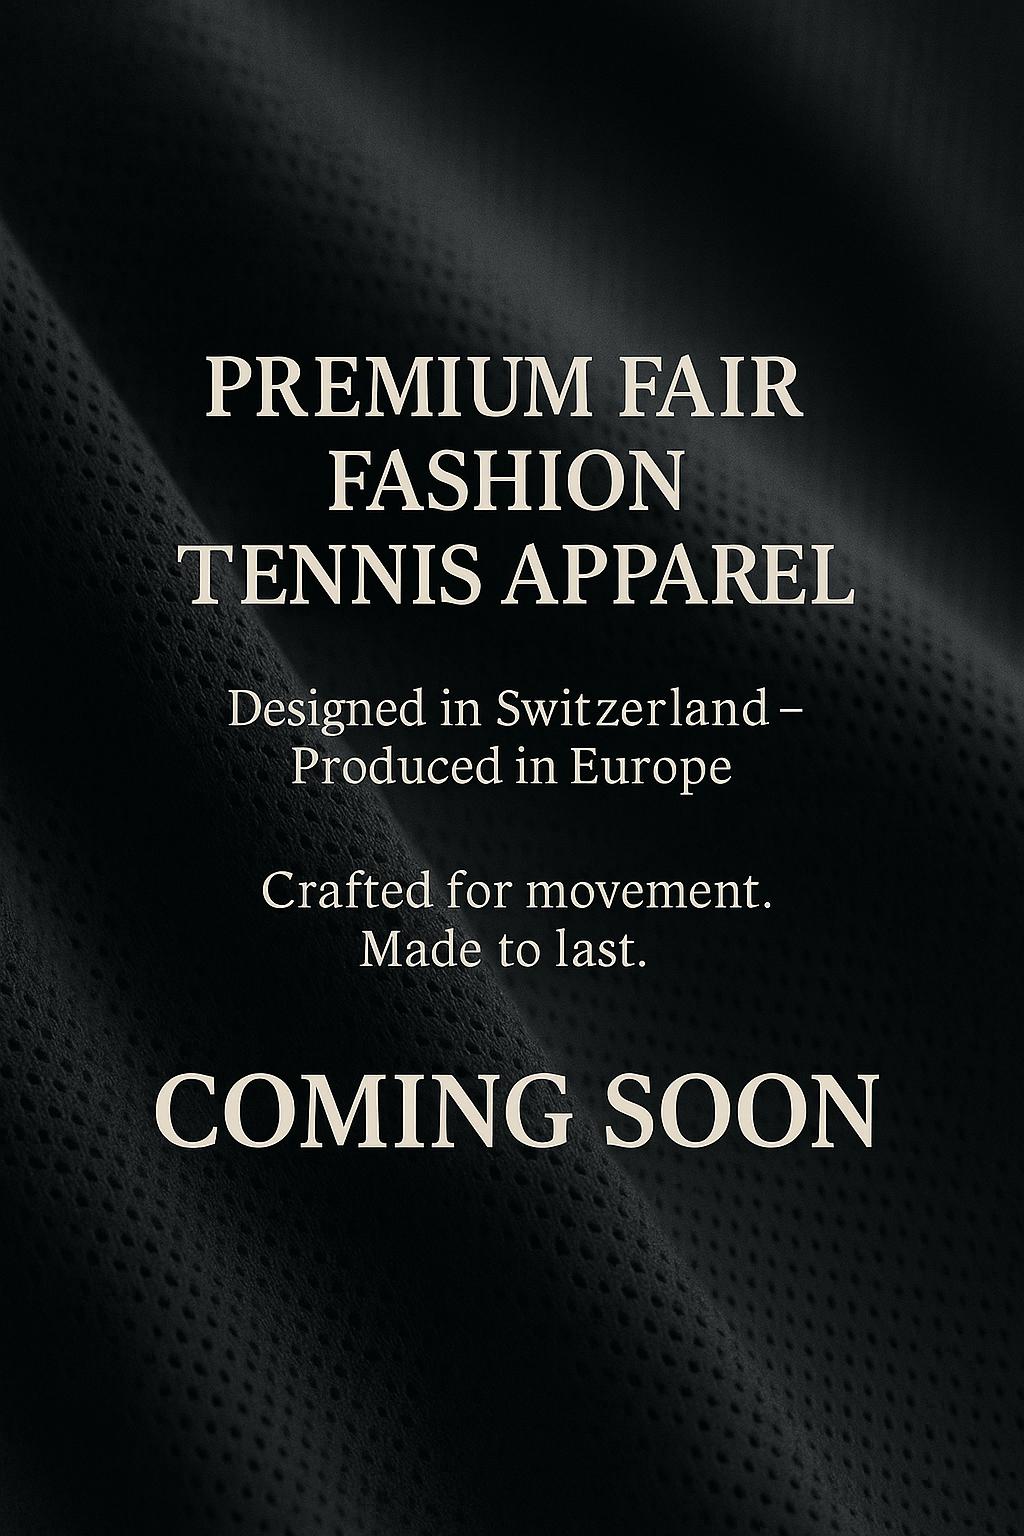 PREMIUM FAIR
FASHION
TENNIS APPAREL
Designed in Switzerland –
Produced in Europe
Crafted for movement.
Made to last.
COMING SOON